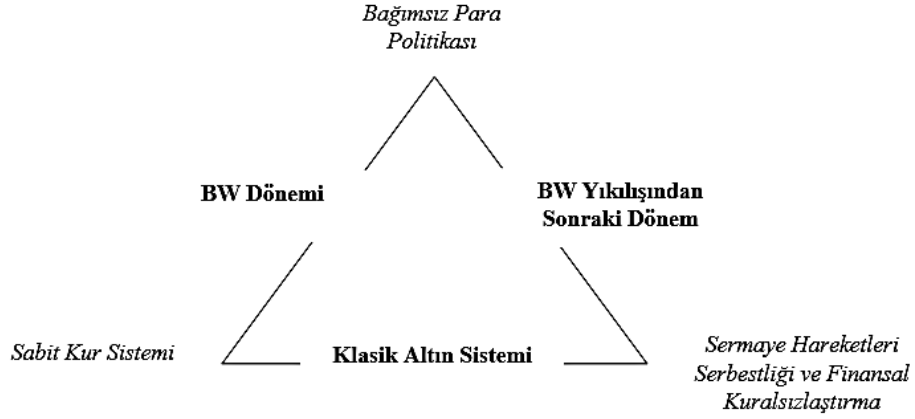 Bağımsız Para
Politikası
BW Dönemi
BW Yıkılışından
Sonraki Dönem
Sabit Kur Sistemi
Klasik Altın Sistemi
Sermaye Hareketleri
Serbestliği ve Finansal
Kuralsızlaştırma